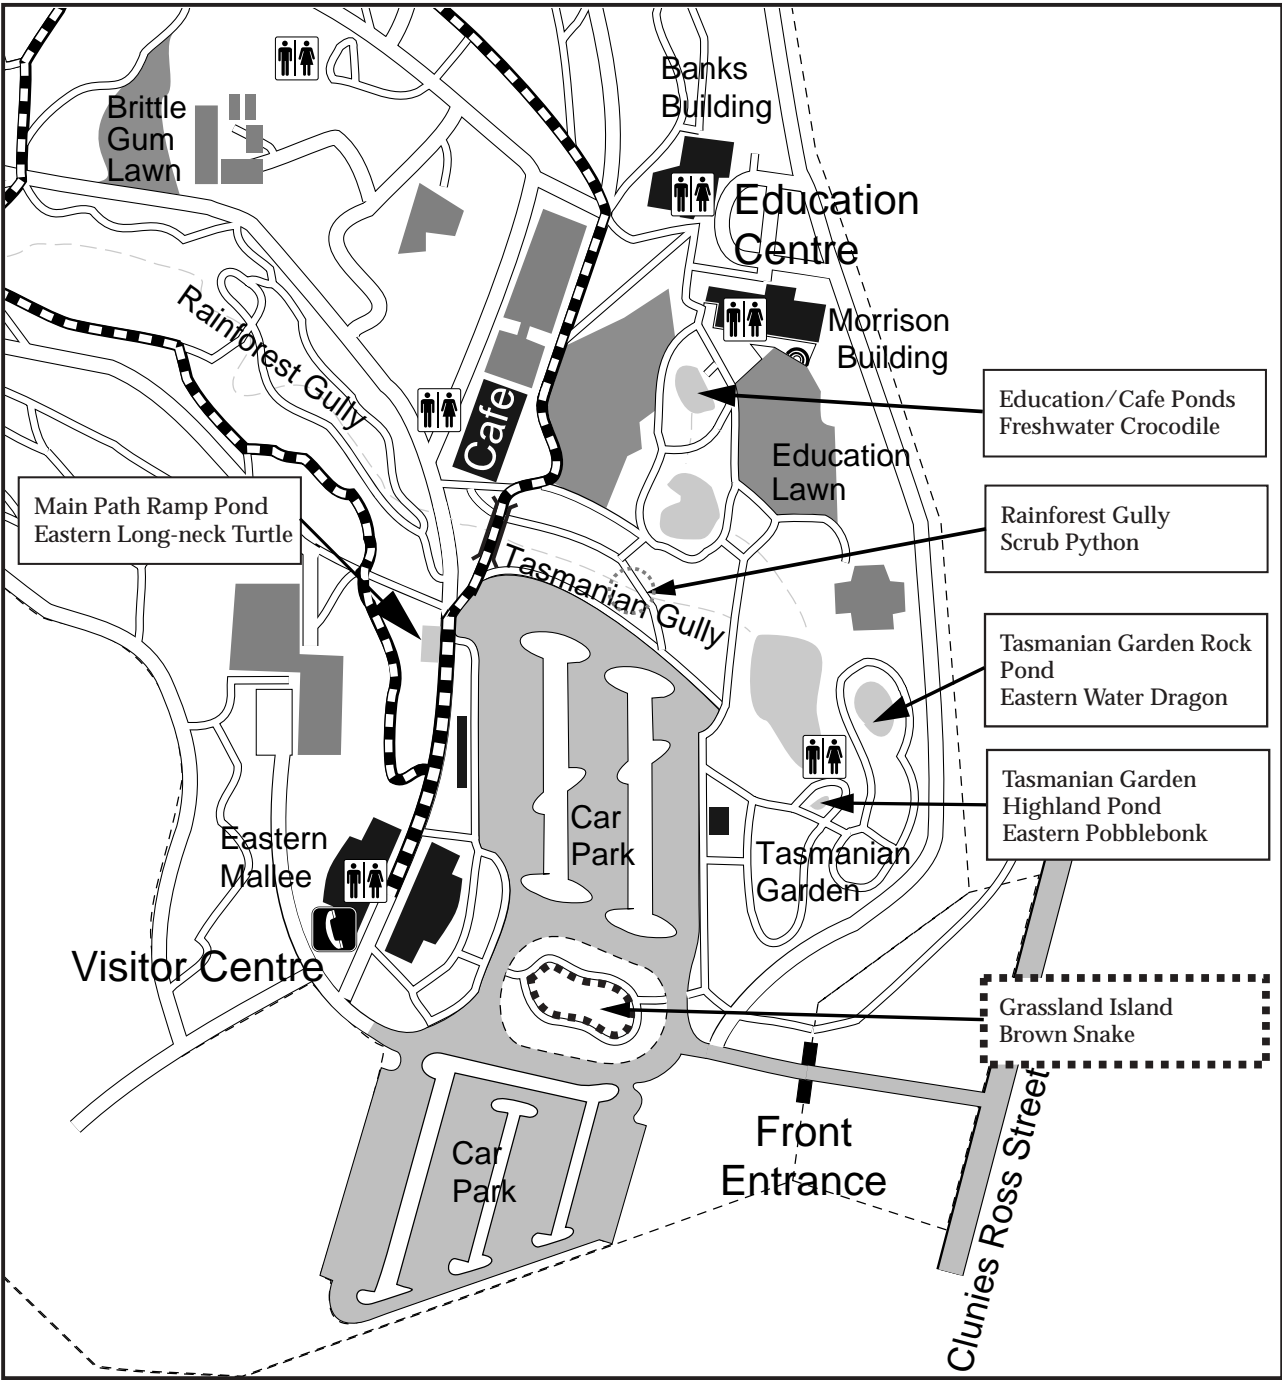 Banks
Building
Brittle
Gum
Lawn
Education
Centre
Rainforest Gully
Morrison
Building
Cafe
Education/Cafe Ponds
Freshwater Crocodile
Education
Lawn
Main Path Ramp Pond
Eastern Long-neck Turtle
Rainforest Gully
Scrub Python
Tasmanian Gully
Tasmanian Garden Rock
Pond
Eastern Water Dragon
Tasmanian Garden
Highland Pond
Eastern Pobblebonk
Car
Park
Eastern
Mallee
Tasmanian
Garden
Visitor Centre
Grassland Island
Brown Snake
Front
Entrance
Car
Park
Clunies Ross Street